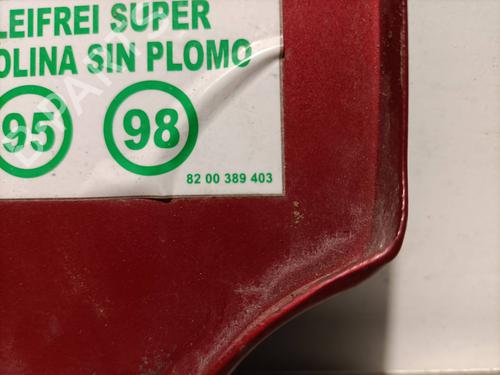 LEIFREI SUPER
OLINA SIN PLOMO
95 98
82 00 389 403